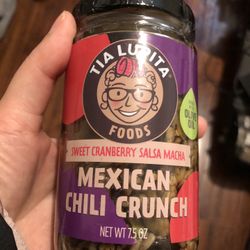 TIA LUPITA
FOODS
SWEET CRANBERRY SALSA MACHA
MEXICAN
CHILI CRUNCH
NET WT 7.5 OZ